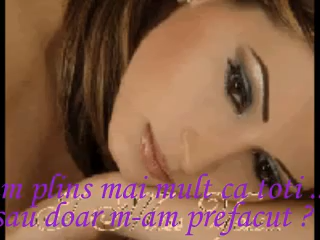 m plins mai mult ca toti ..
sau doar m-am prefacut ?